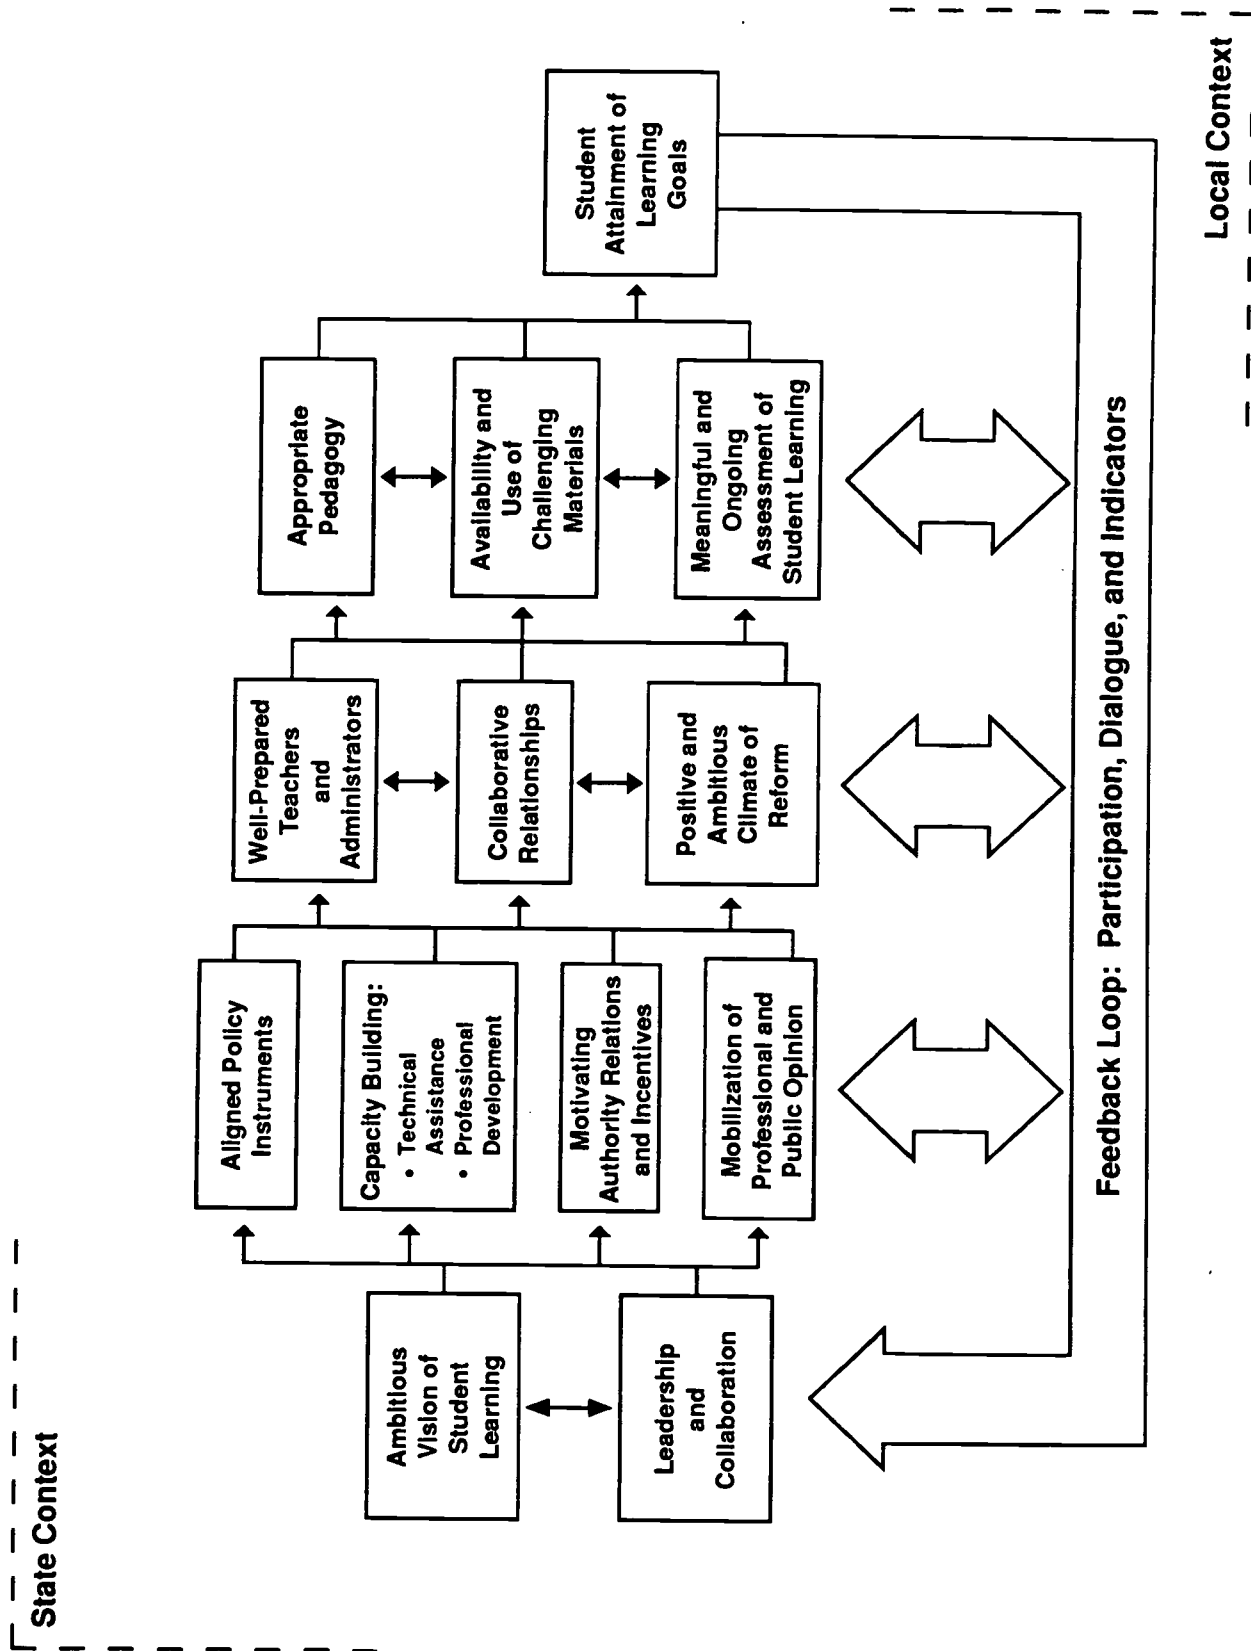 State Context
Ambitious
Vision of
Student
Learning
Leadership
and
Collaboration
Aligned Policy
Instruments
Capacity Building:
• Technical
Assistance
• Professional
Development
Motivating
Authority Relations
and Incentives
Mobilization of
Professional and
Public Opinion
Well-Prepared
Teachers
and
Administrators
Collaborative
Relationships
Positive and
Ambitious
Climate of
Reform
Appropriate
Pedagogy
Availability and
Use of
Challenging
Materials
Meaningful and
Ongoing
Assessment of
Student Learning
Student
Attainment of
Learning
Goals
Feedback Loop: Participation, Dialogue, and Indicators
Local Context